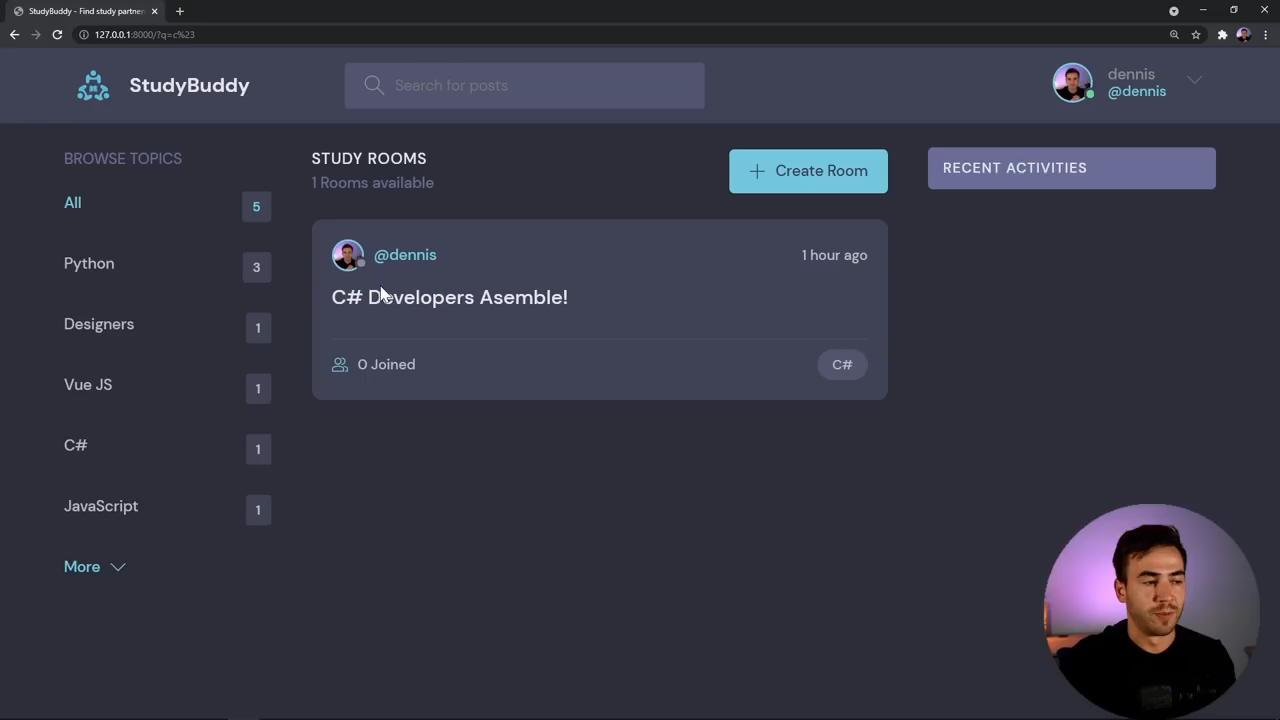 StudyBuddy - Find study partner
127.0.0.1:8000/?q=c%23
StudyBuddy
Search for posts
dennis
@dennis
BROWSE TOPICS
All
5
Python
3
Designers
1
Vue JS
1
C#
1
JavaScript
1
More
STUDY ROOMS
1 Rooms available
Create Room
@dennis
1 hour ago
C# Developers Asemble!
0 Joined
C#
RECENT ACTIVITIES